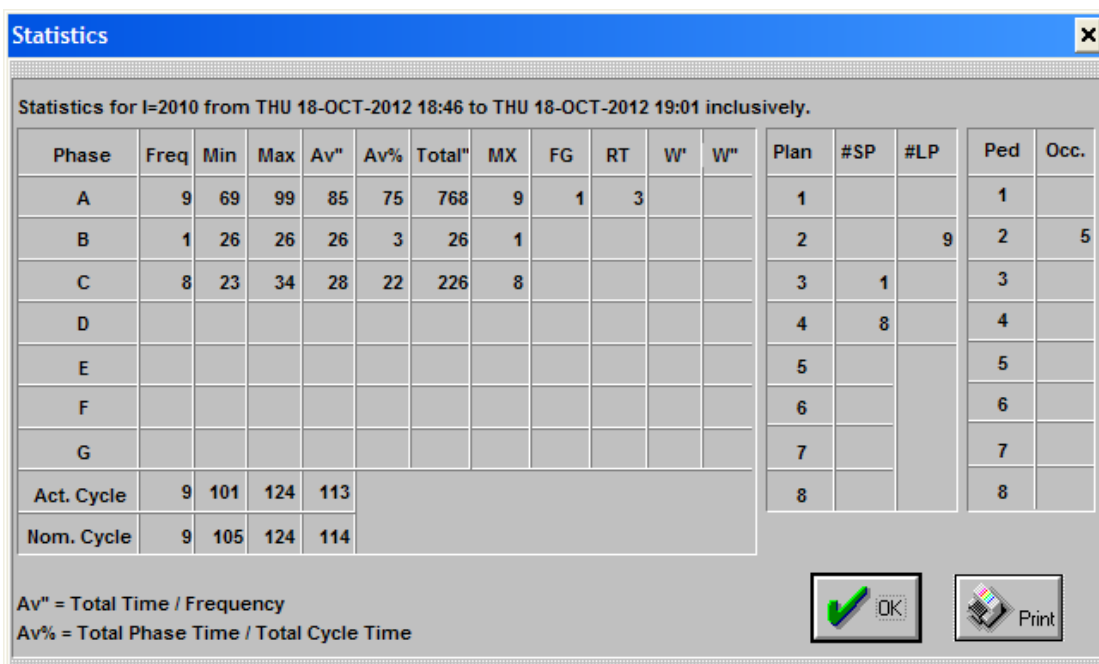 Statistics
Statistics for I=2010 from THU 18-OCT-2012 18:46 to THU 18-OCT-2012 19:01 inclusively.
Phase Freq Min Max Av" Av% Total" MX FG RT W' W" Plan #SP #LP Ped Occ.
A 9 69 99 85 75 768 9 1 3 1 1
B 1 26 26 26 3 26 1 2 9 2 5
C 8 23 34 28 22 226 8 3 1 3
D 4 8 4
E 5 5
F 6 6
G 7 7
Act. Cycle 9 101 124 113 8 8
Nom. Cycle 9 105 124 114
Av" = Total Time / Frequency
Av% = Total Phase Time / Total Cycle Time
OK
Print